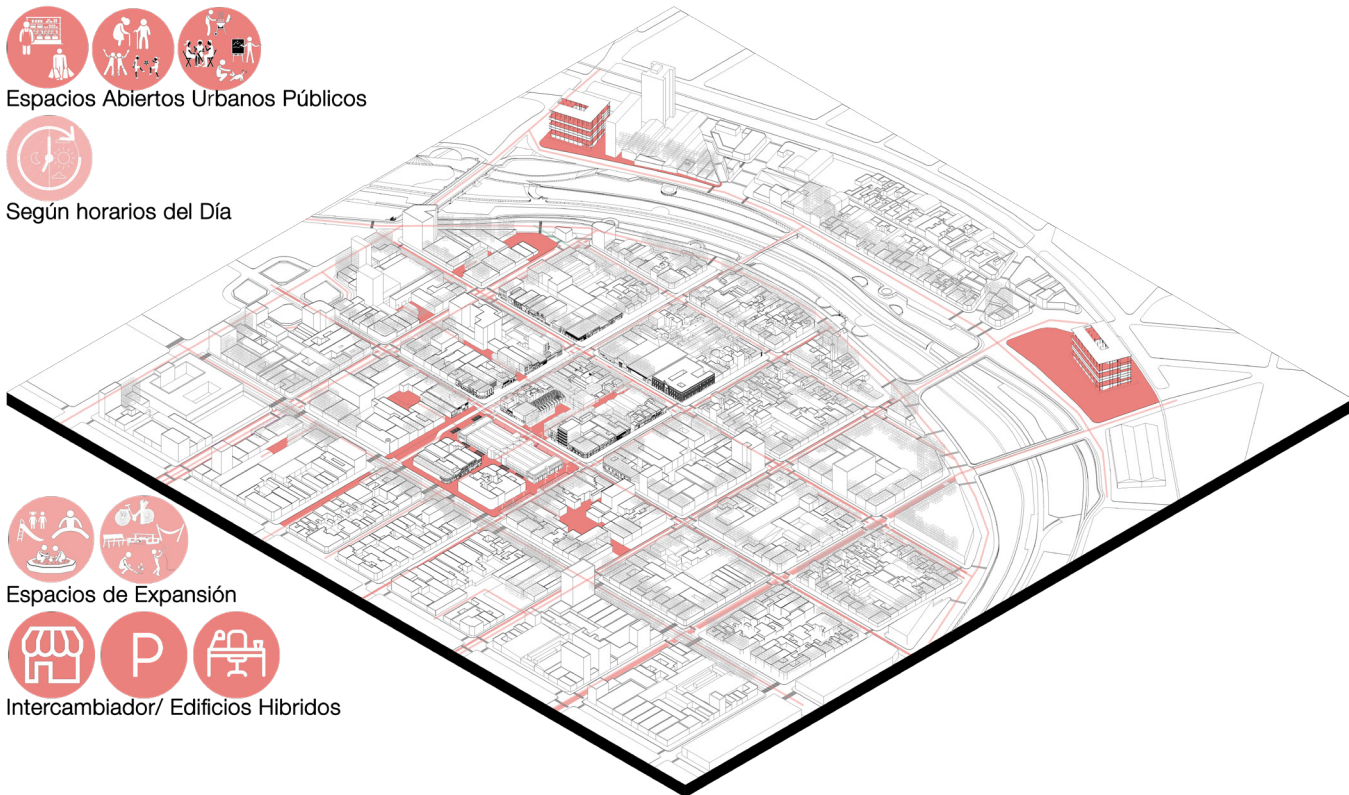 Espacios Abiertos Urbanos Públicos
Según horarios del Día
Espacios de Expansión
P
Intercambiador/ Edificios Hibridos